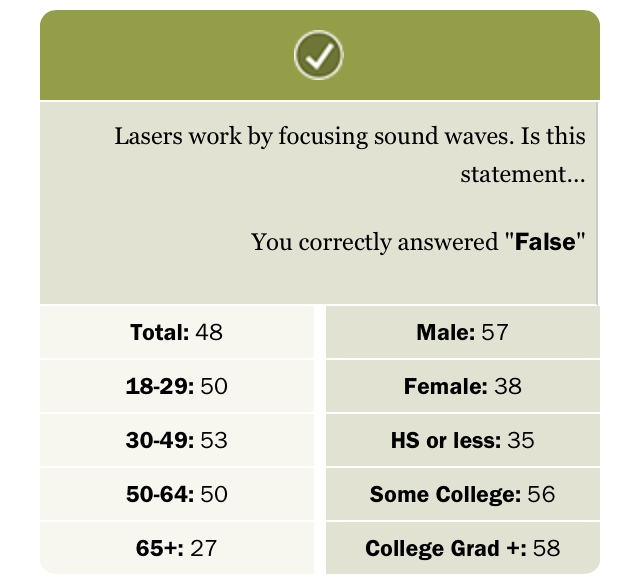 Lasers work by focusing sound waves. Is this
statement...
You correctly answered "False"
Total: 48
Male: 57
18-29: 50
Female: 38
30-49: 53
HS or less: 35
50-64: 50
Some College: 56
65+: 27
College Grad +: 58